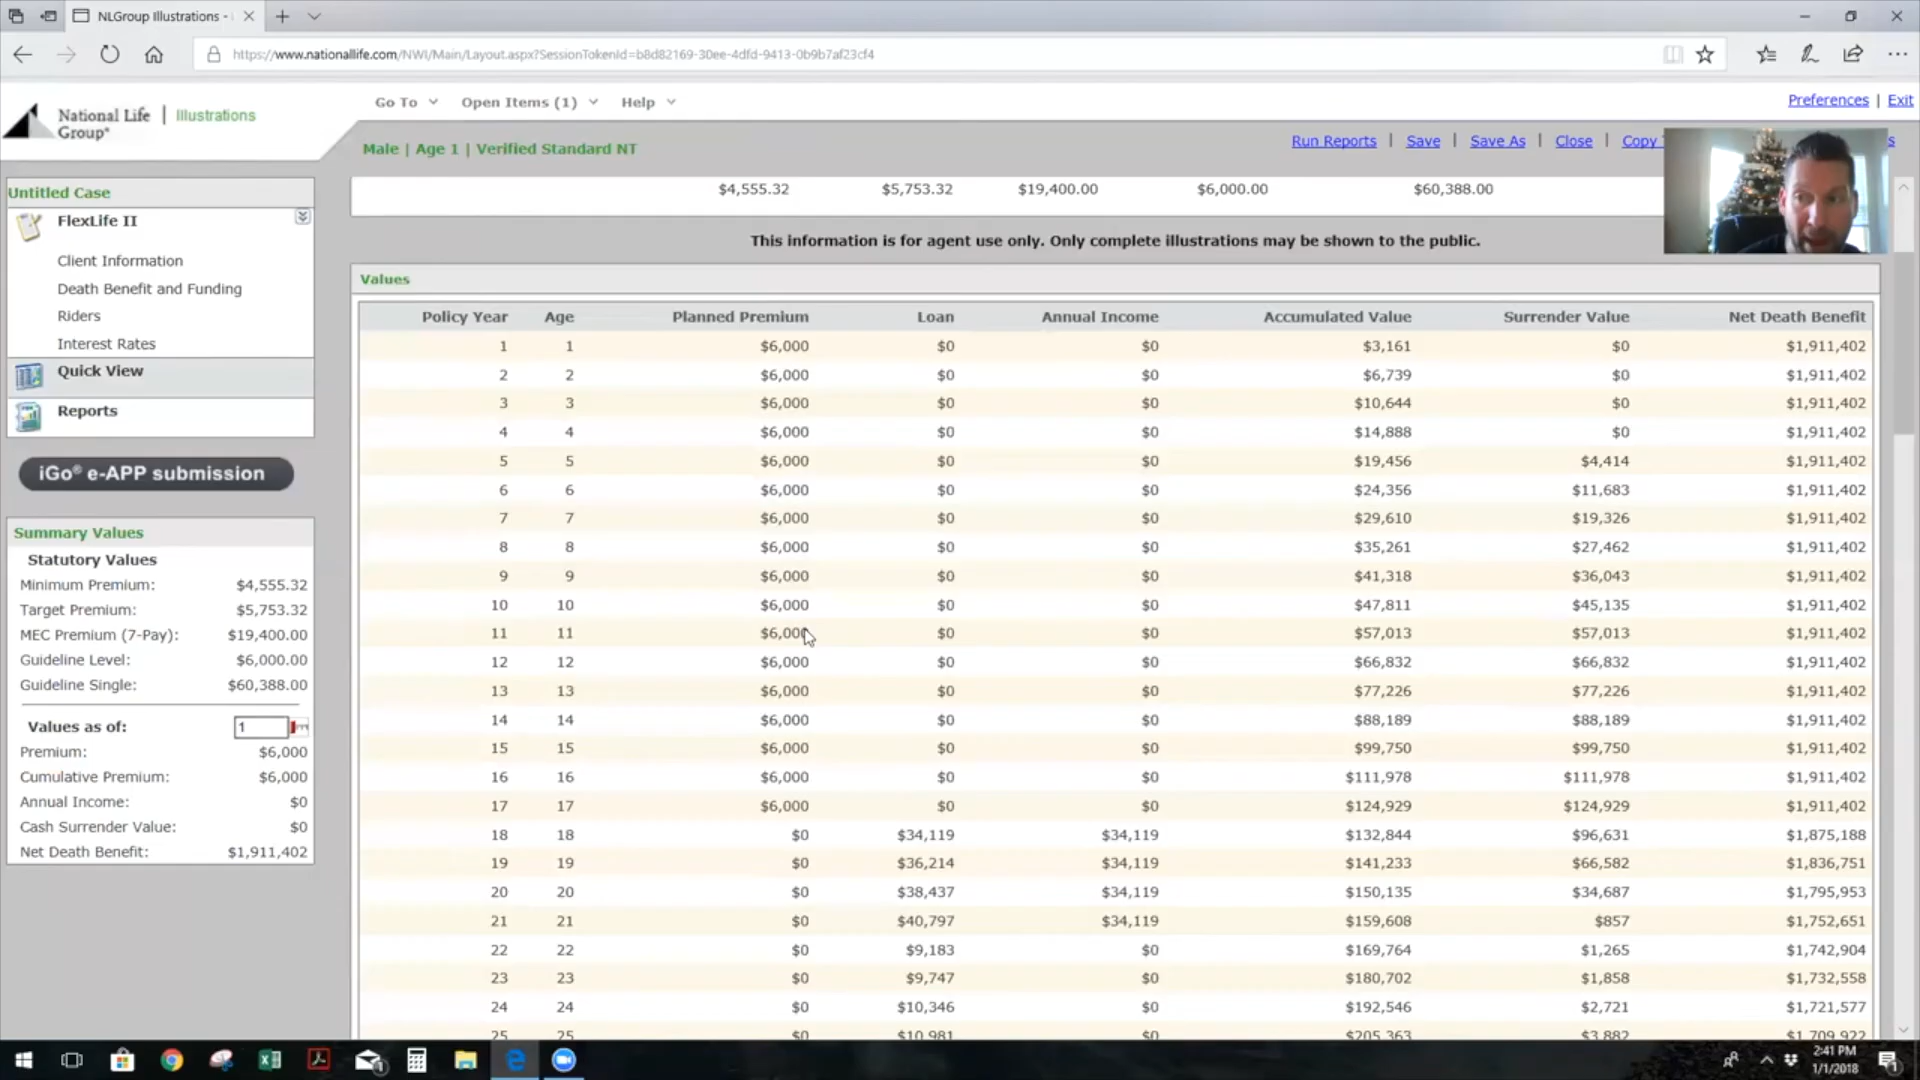 NLGroup Illustrations -
https://www.nationallife.com/NWI/Main/Layout.aspx?SessionTokenId=b8d82169-30ee-4dfd-9413-0b9b7af23cf4
National Life Group® | Illustrations
Go To Open Items (1) Help
Preferences | Exit
Male | Age 1 | Verified Standard NT
Run Reports | Save | Save As | Close | Copy
Untitled Case
FlexLife II
Client Information
Death Benefit and Funding
Riders
Interest Rates
Quick View
Reports
iGo® e-APP submission
Summary Values
Statutory Values
Minimum Premium: $4,555.32
Target Premium: $5,753.32
MEC Premium (7-Pay): $19,400.00
Guideline Level: $6,000.00
Guideline Single: $60,388.00
Values as of: 1
Premium: $6,000
Cumulative Premium: $6,000
Annual Income: $0
Cash Surrender Value: $0
Net Death Benefit: $1,911,402
$4,555.32 $5,753.32 $19,400.00 $6,000.00 $60,388.00
This information is for agent use only. Only complete illustrations may be shown to the public.
Values
Policy Year Age Planned Premium Loan Annual Income Accumulated Value Surrender Value Net Death Benefit
1 1 $6,000 $0 $0 $3,161 $0 $1,911,402
2 2 $6,000 $0 $0 $6,739 $0 $1,911,402
3 3 $6,000 $0 $0 $10,644 $0 $1,911,402
4 4 $6,000 $0 $0 $14,888 $0 $1,911,402
5 5 $6,000 $0 $0 $19,456 $4,414 $1,911,402
6 6 $6,000 $0 $0 $24,356 $11,683 $1,911,402
7 7 $6,000 $0 $0 $29,610 $19,326 $1,911,402
8 8 $6,000 $0 $0 $35,261 $27,462 $1,911,402
9 9 $6,000 $0 $0 $41,318 $36,043 $1,911,402
10 10 $6,000 $0 $0 $47,811 $45,135 $1,911,402
11 11 $6,000 $0 $0 $57,013 $57,013 $1,911,402
12 12 $6,000 $0 $0 $66,832 $66,832 $1,911,402
13 13 $6,000 $0 $0 $77,226 $77,226 $1,911,402
14 14 $6,000 $0 $0 $88,189 $88,189 $1,911,402
15 15 $6,000 $0 $0 $99,750 $99,750 $1,911,402
16 16 $6,000 $0 $0 $111,978 $111,978 $1,911,402
17 17 $6,000 $0 $0 $124,929 $124,929 $1,911,402
18 18 $0 $34,119 $34,119 $132,844 $96,631 $1,875,188
19 19 $0 $36,214 $34,119 $141,233 $66,582 $1,836,751
20 20 $0 $38,437 $34,119 $150,135 $34,687 $1,795,953
21 21 $0 $40,797 $34,119 $159,608 $857 $1,752,651
22 22 $0 $9,183 $0 $169,764 $1,265 $1,742,904
23 23 $0 $9,747 $0 $180,702 $1,858 $1,732,558
24 24 $0 $10,346 $0 $192,546 $2,721 $1,721,577
25 25 $0 $10,981 $0 $205,363 $3,882 $1,709,922
2:41 PM
1/1/2018